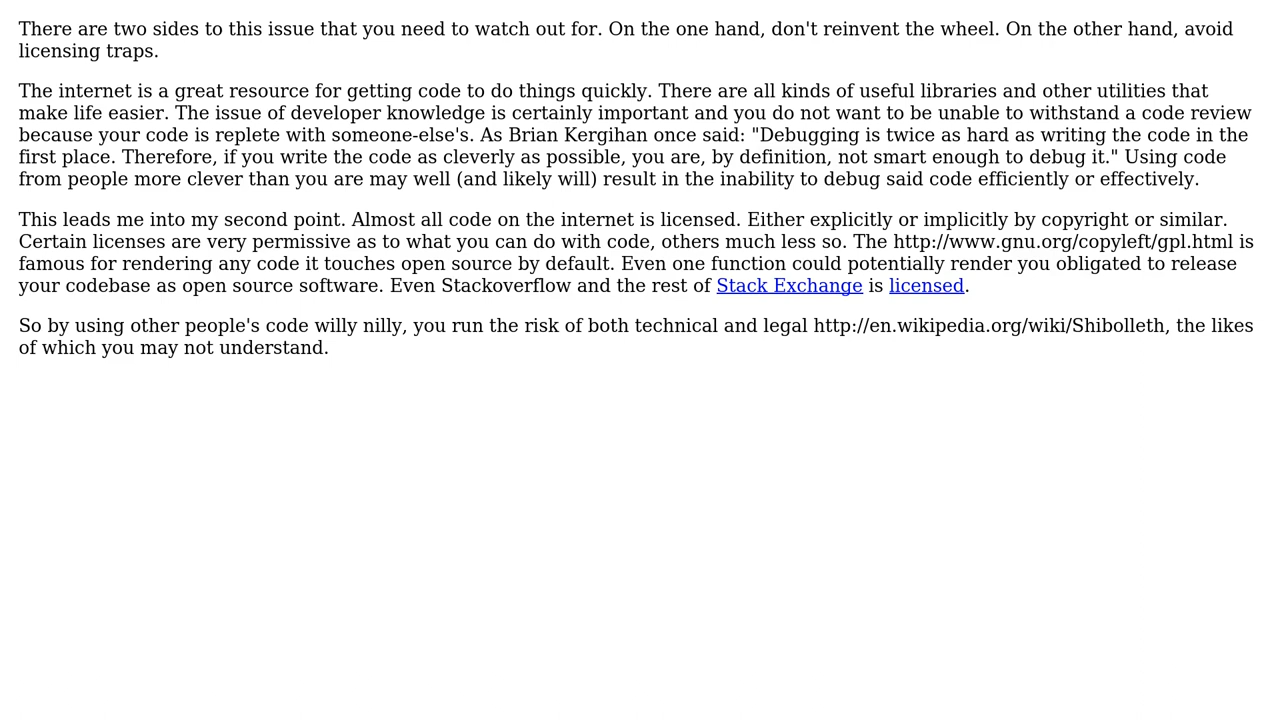 There are two sides to this issue that you need to watch out for. On the one hand, don't reinvent the wheel. On the other hand, avoid
licensing traps.
The internet is a great resource for getting code to do things quickly. There are all kinds of useful libraries and other utilities that
make life easier. The issue of developer knowledge is certainly important and you do not want to be unable to withstand a code review
because your code is replete with someone-else's. As Brian Kergihan once said: "Debugging is twice as hard as writing the code in the
first place. Therefore, if you write the code as cleverly as possible, you are, by definition, not smart enough to debug it." Using code
from people more clever than you are may well (and likely will) result in the inability to debug said code efficiently or effectively.
This leads me into my second point. Almost all code on the internet is licensed. Either explicitly or implicitly by copyright or similar.
Certain licenses are very permissive as to what you can do with code, others much less so. The http://www.gnu.org/copyleft/gpl.html is
famous for rendering any code it touches open source by default. Even one function could potentially render you obligated to release
your codebase as open source software. Even Stackoverflow and the rest of Stack Exchange is licensed.
So by using other people's code willy nilly, you run the risk of both technical and legal http://en.wikipedia.org/wiki/Shibolleth, the likes
of which you may not understand.